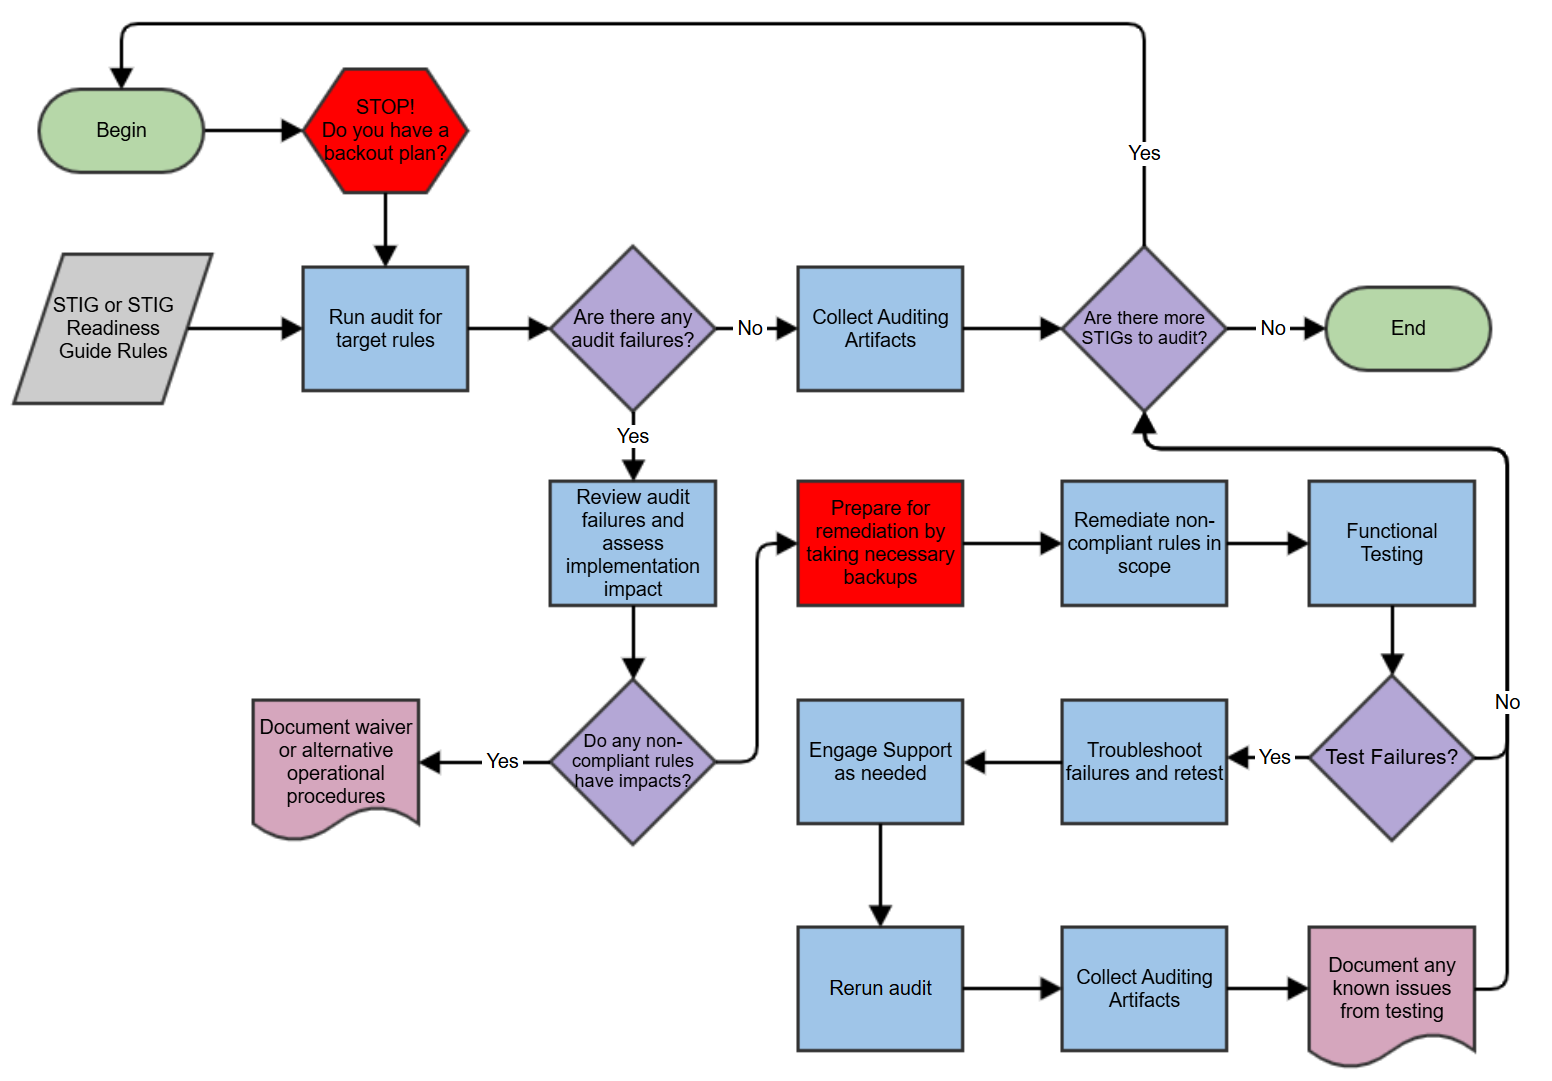 Yes
Begin
STOP!
Do you have a
backout plan?
STIG or STIG
Readiness
Guide Rules
Run audit for
target rules
Are there any
audit failures?
No
Collect Auditing
Artifacts
Are there more
STIGs to audit?
No
End
Yes
Review audit
failures and
assess
implementation
impact
Prepare for
remediation by
taking necessary
backups
Remediate non-
compliant rules in
scope
Functional
Testing
Document waiver
or alternative
operational
procedures
Yes
Do any non-
compliant rules
have impacts?
Engage Support
as needed
Troubleshoot
failures and retest
Yes
Test Failures?
No
Rerun audit
Collect Auditing
Artifacts
Document any
known issues
from testing